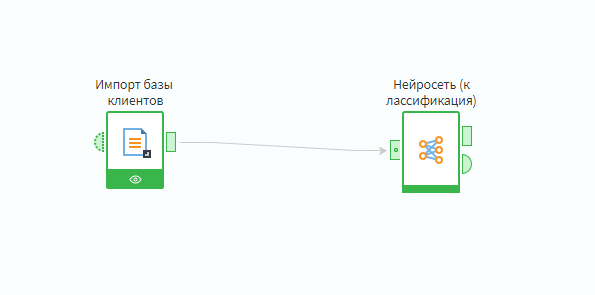 Импорт базы
клиентов
Нейросеть (к
лассификация)